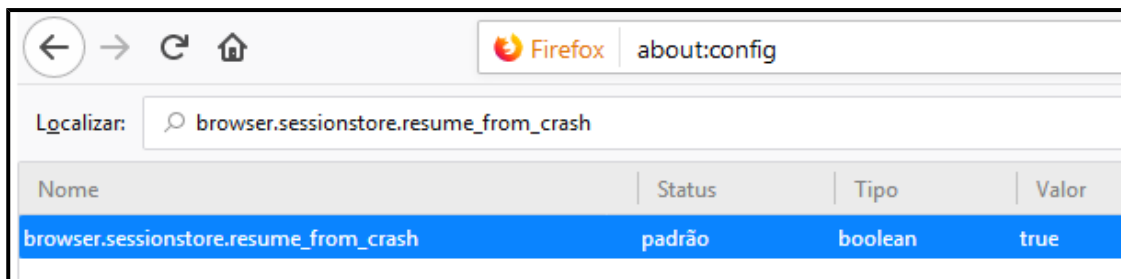 Firefox about:config
Localizar: browser.sessionstore.resume_from_crash
Nome Status Tipo Valor
browser.sessionstore.resume_from_crash padrão boolean true